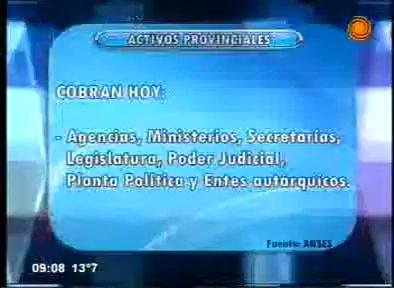 ACTIVOS PROVINCIALES
COBRAN HOY:
- Agencias, Ministerios, Secretarías,
Legislatura, Poder Judicial,
Planta Política y Entes autárquicos.
Fuente: ANSES
09:08 13°7